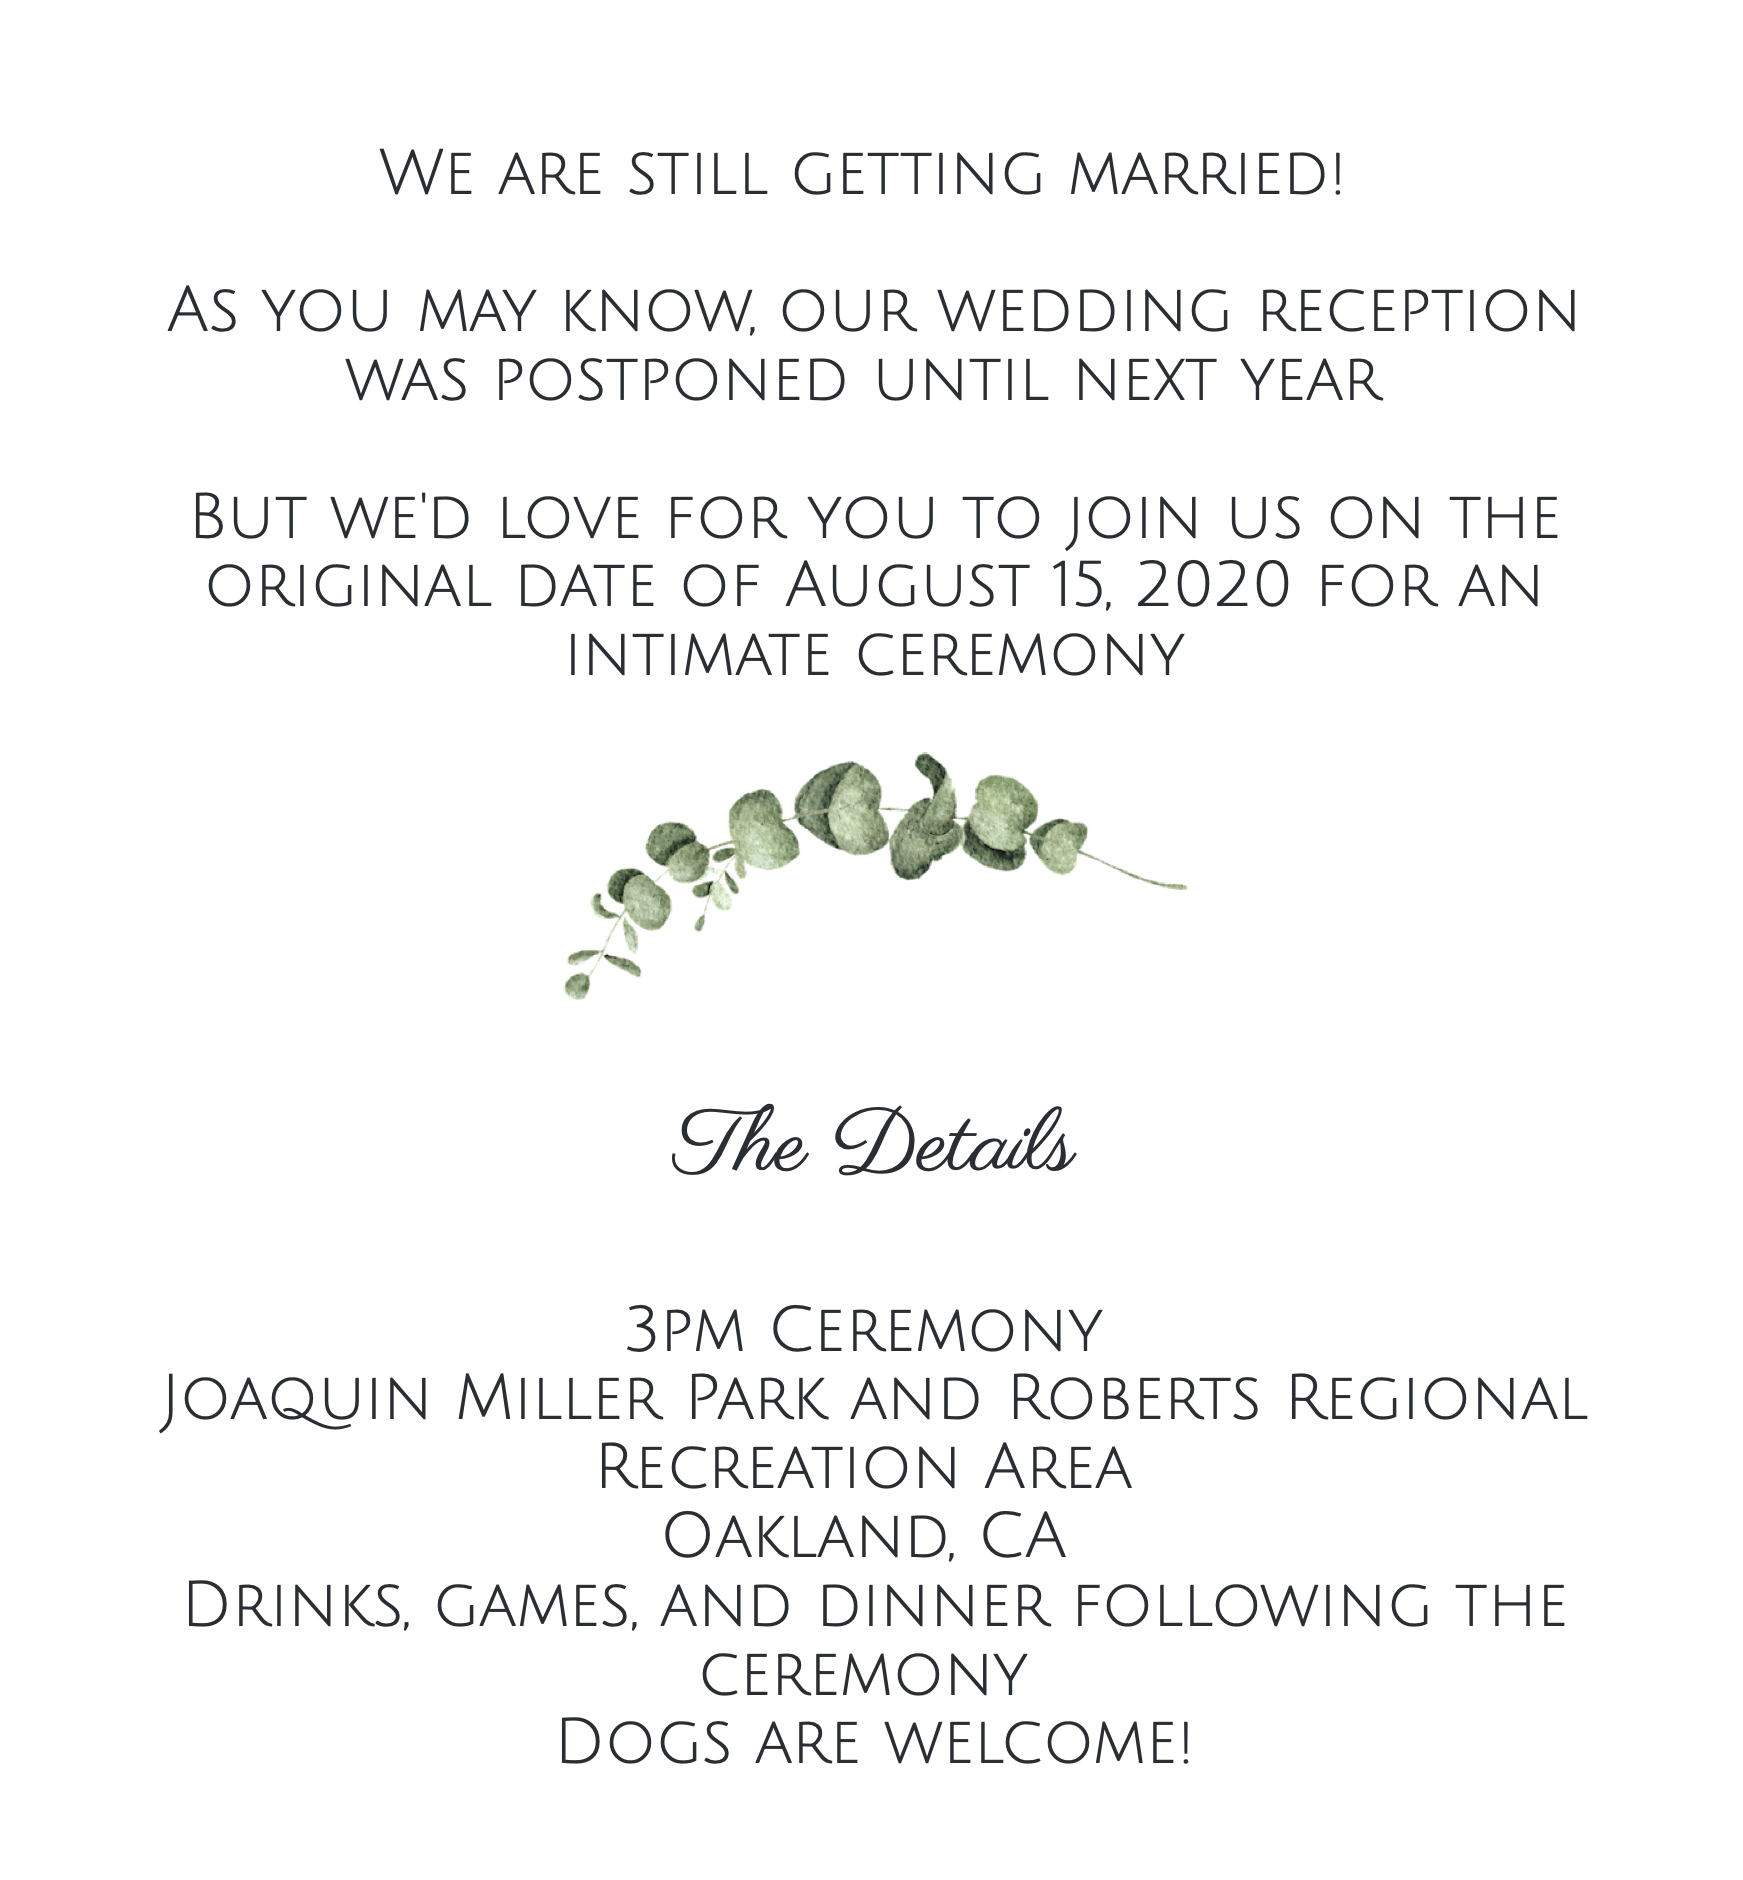 We are still getting married!
As you may know, our wedding reception
was postponed until next year
But we'd love for you to join us on the
original date of August 15, 2020 for an
intimate ceremony
The Details
3pm Ceremony
Joaquin Miller Park and Roberts Regional
Recreation Area
Oakland, CA
Drinks, games, and dinner following the
ceremony
Dogs are welcome!